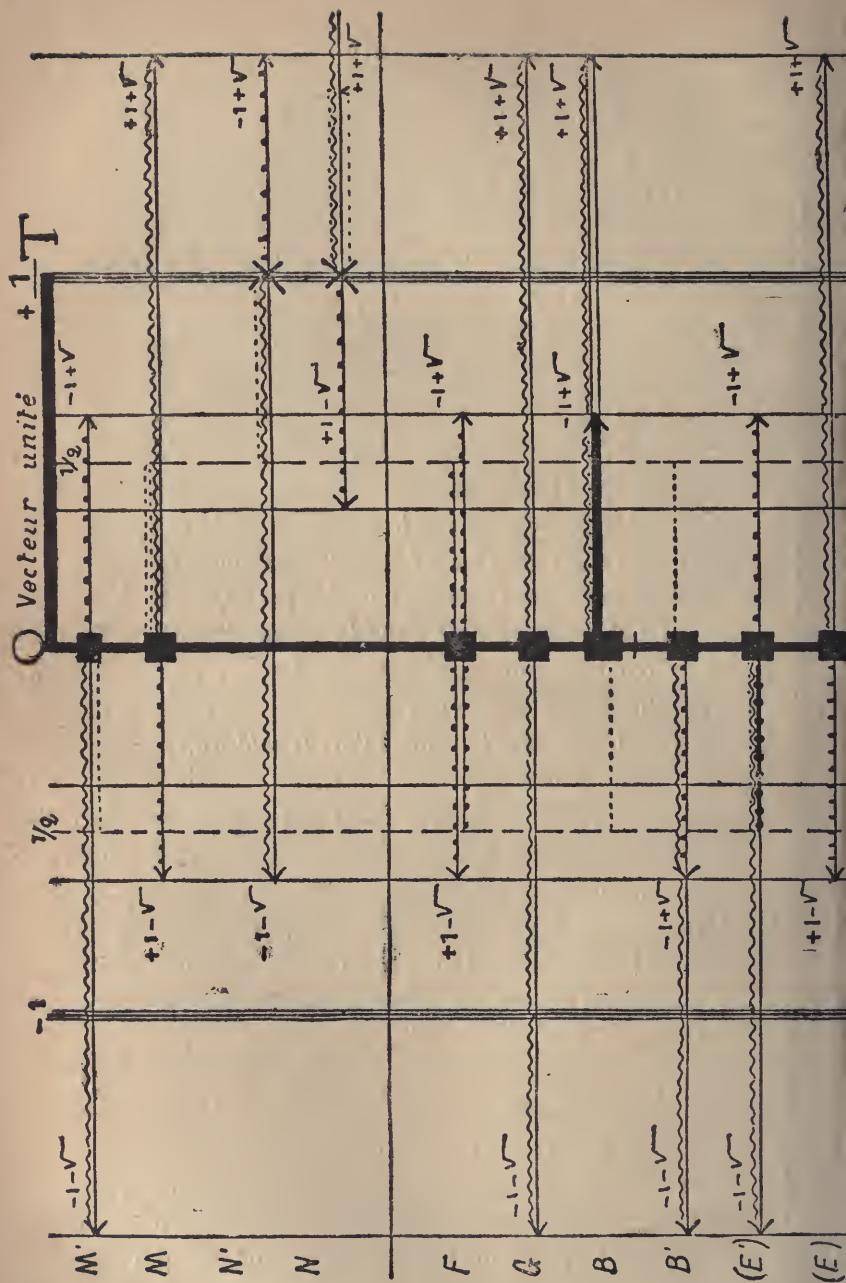 -1
1/2
O Vecteur unité
1/2
+1
T
M'
-1-√
-1+√
M
+1-√
+1+√
N'
+1-√
-1+√
N
+1-√
+1+√
F
+1-√
-1+√
G
-1-√
+1+√
B
-1+√
+1+√
B'
-1-√
-1+√
(E')
-1-√
-1+√
(E)
+1-√
+1+√